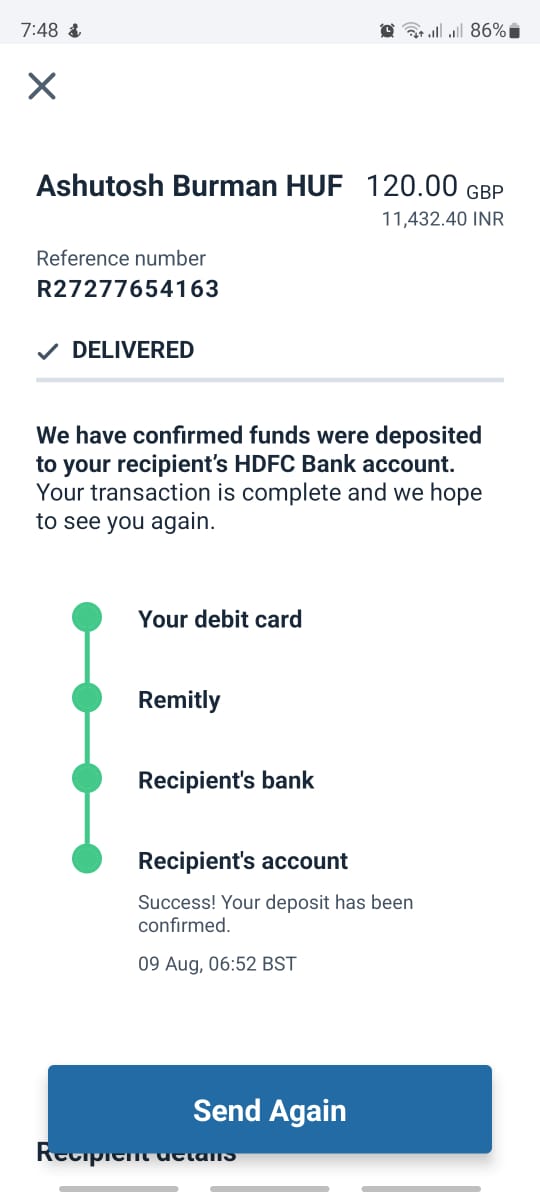 7:48 86%
Ashutosh Burman HUF 120.00 GBP
11,432.40 INR
Reference number
R27277654163
DELIVERED
We have confirmed funds were deposited
to your recipient’s HDFC Bank account.
Your transaction is complete and we hope
to see you again.
Your debit card
Remitly
Recipient's bank
Recipient's account
Success! Your deposit has been
confirmed.
09 Aug, 06:52 BST
Send Again
Recipient details